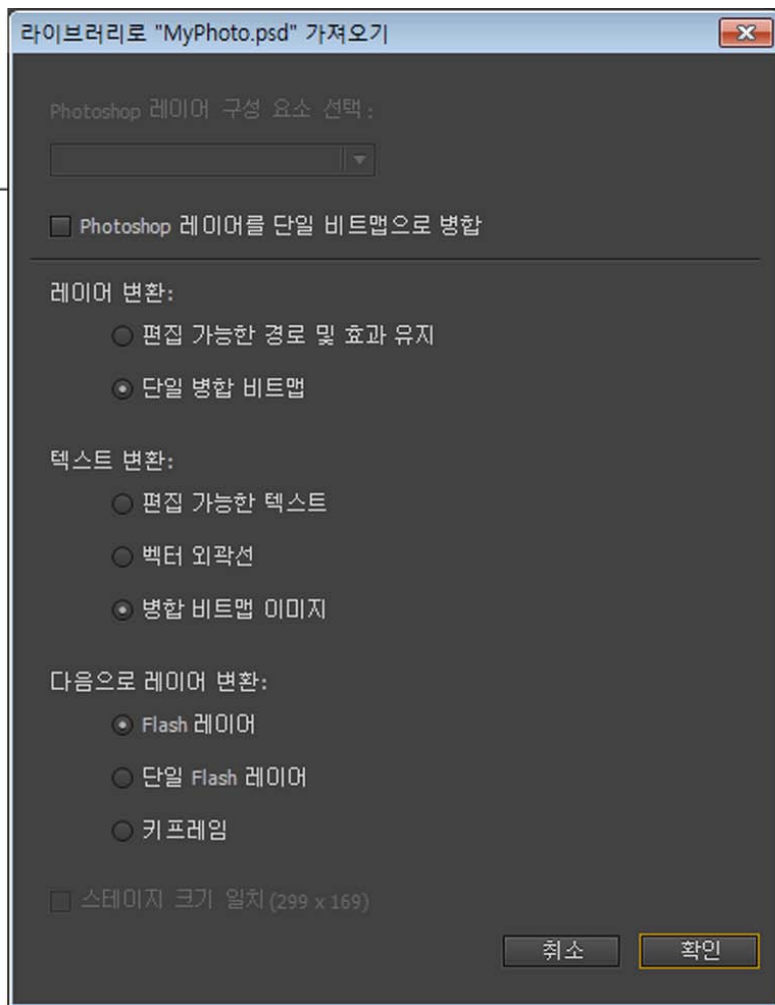 라이브러리로 "MyPhoto.psd" 가져오기
Photoshop 레이어 구성 요소 선택 :
Photoshop 레이어를 단일 비트맵으로 병합
레이어 변환:
편집 가능한 경로 및 효과 유지
단일 병합 비트맵
텍스트 변환:
편집 가능한 텍스트
벡터 외곽선
병합 비트맵 이미지
다음으로 레이어 변환:
Flash 레이어
단일 Flash 레이어
키프레임
스테이지 크기 일치 (299 x 169)
취소 확인